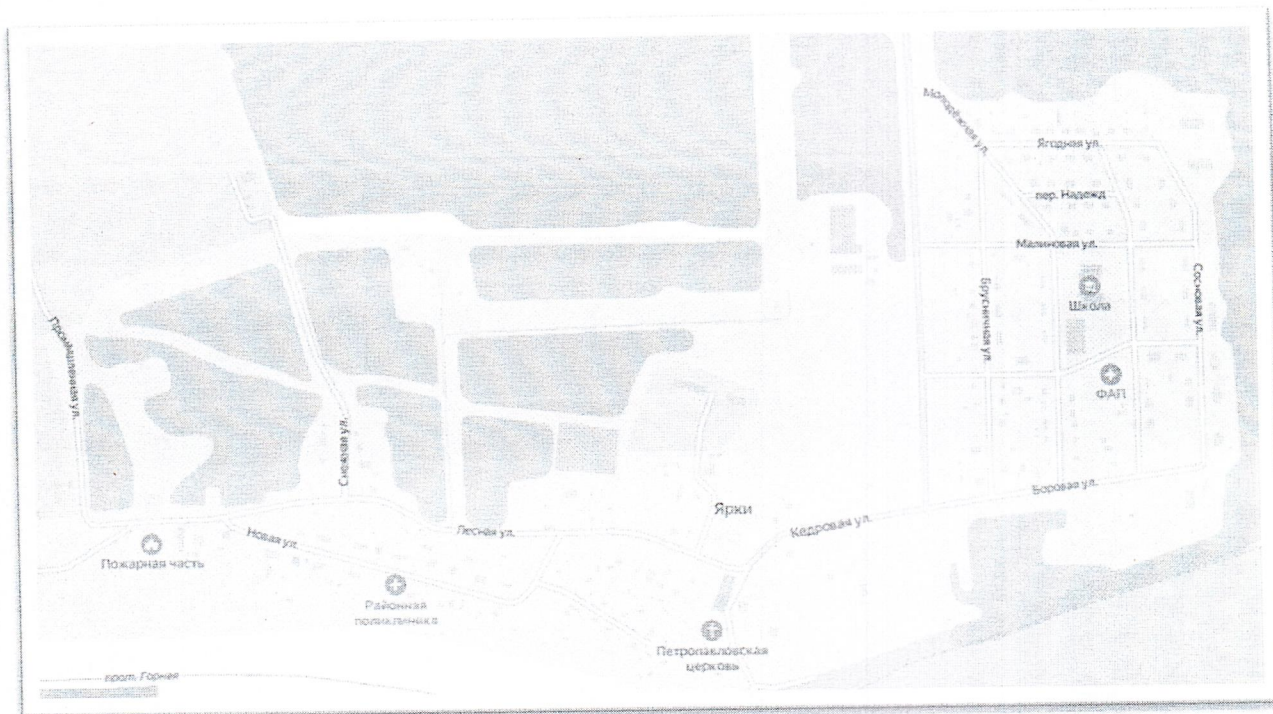 Молодёжная ул.
Ягодная ул.
пер. Надежд
Малиновая ул.
Брусничная ул.
Школа
Сосновая ул.
ФАП
Промышленная ул.
Снежная ул.
Ярки
Боровая ул.
Кедровая ул.
Лесная ул.
Новая ул.
Пожарная часть
Районная
поликлиника
Петропавловская
церковь
прот. Горная